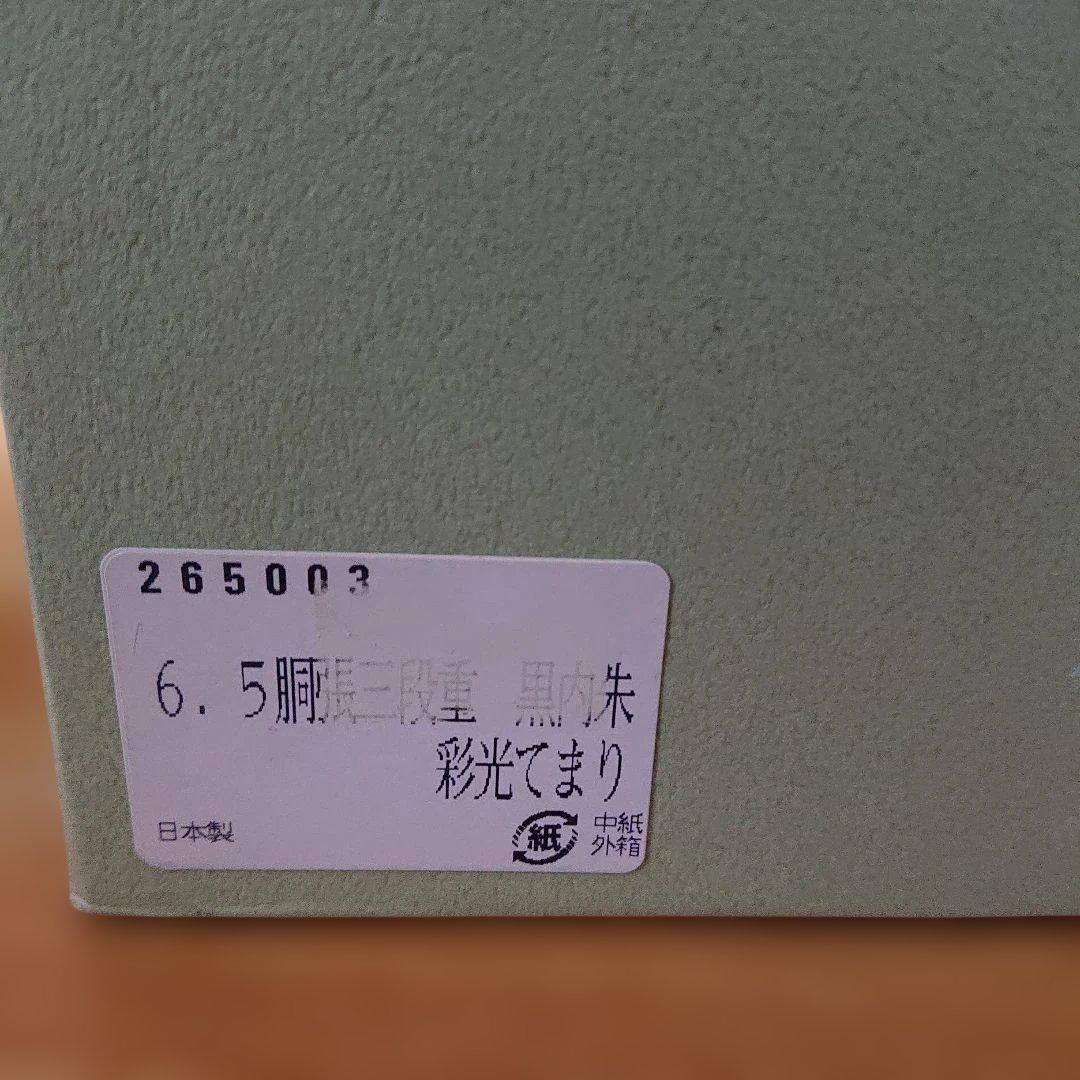 265003
6.5胴張三段重 黒内朱
彩光てまり
日本製
紙
中紙
外箱